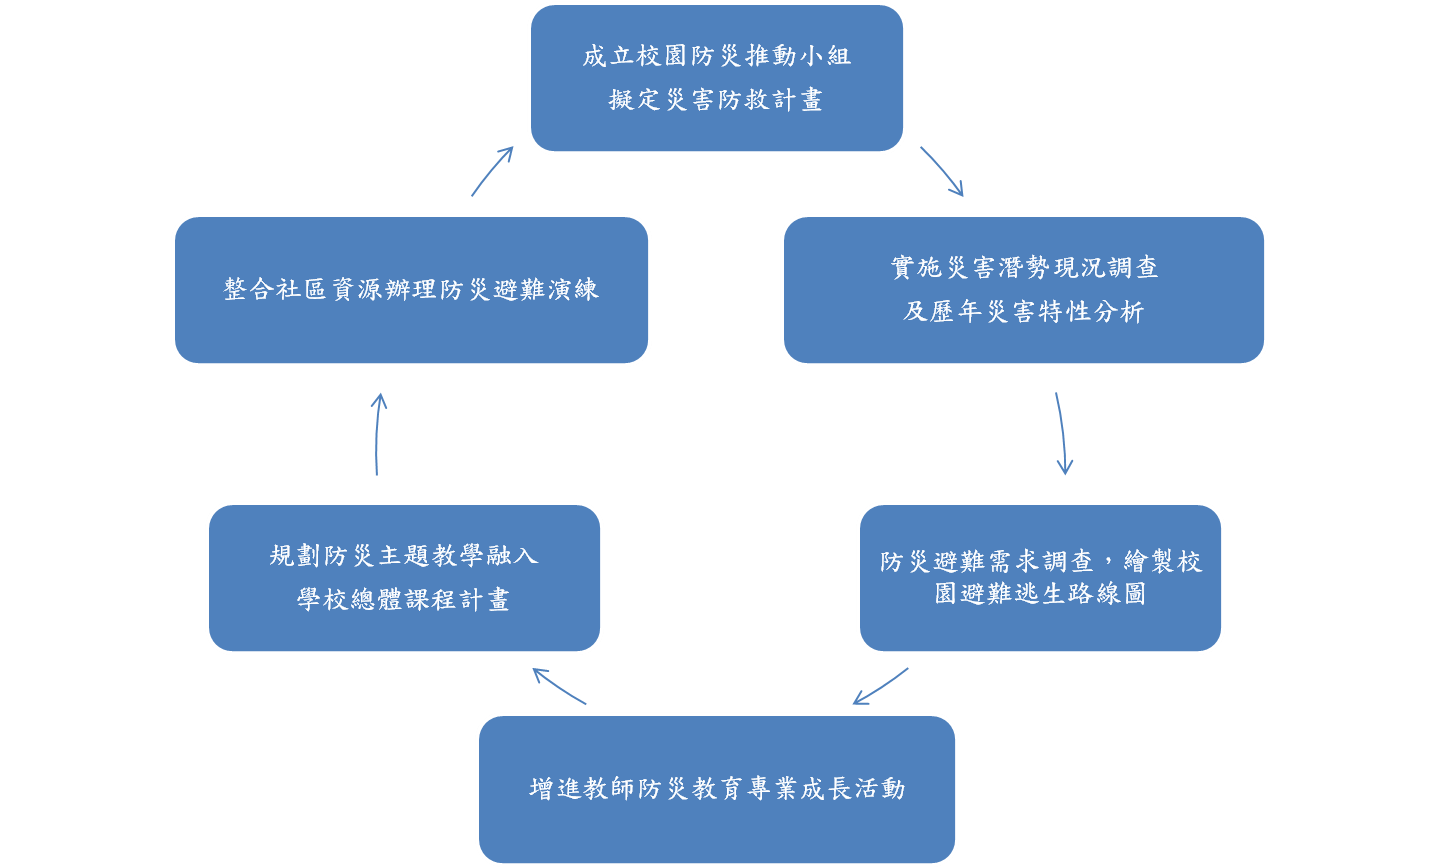 成立校園防災推動小組
擬定災害防救計畫
實施災害潛勢現況調查
及歷年災害特性分析
防災避難需求調查，繪製校
園避難逃生路線圖
增進教師防災教育專業成長活動
規劃防災主題教學融入
學校總體課程計畫
整合社區資源辦理防災避難演練